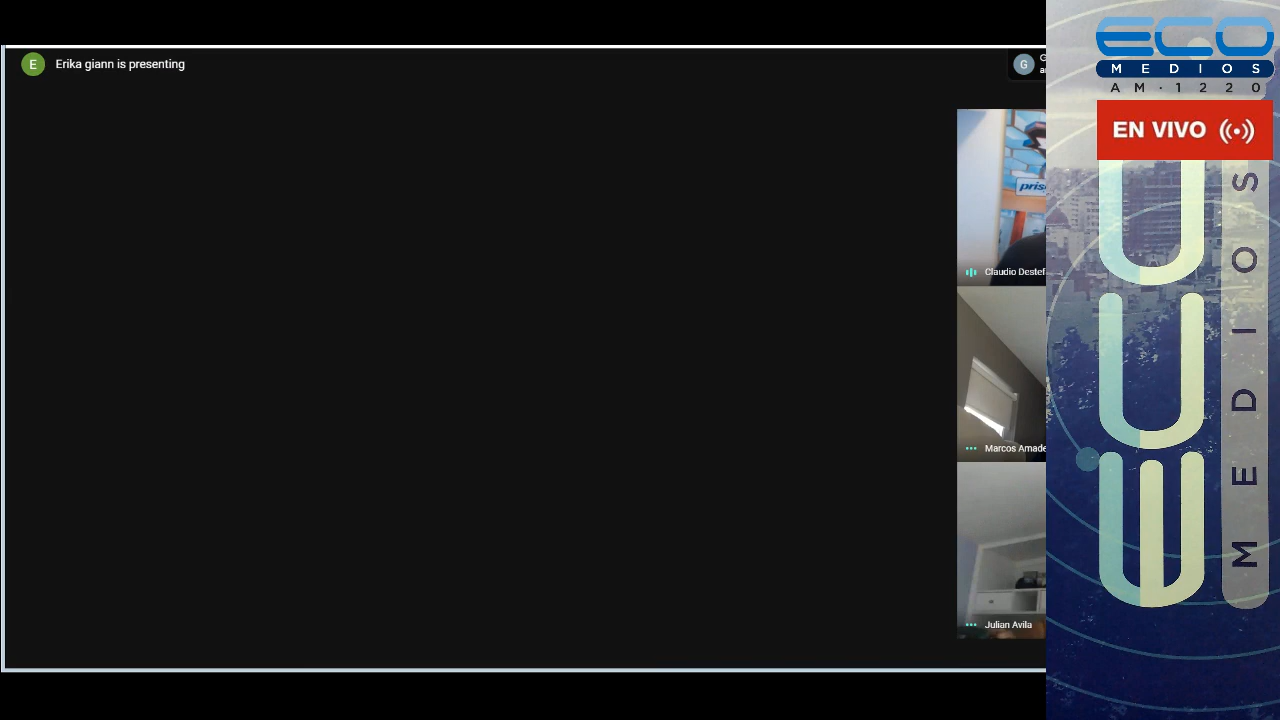 E Erika giann is presenting
G
Claudio Destef
Marcos Amade
Julian Avila
ECO
MEDIOS
AM·1220
EN VIVO
MEDIOS